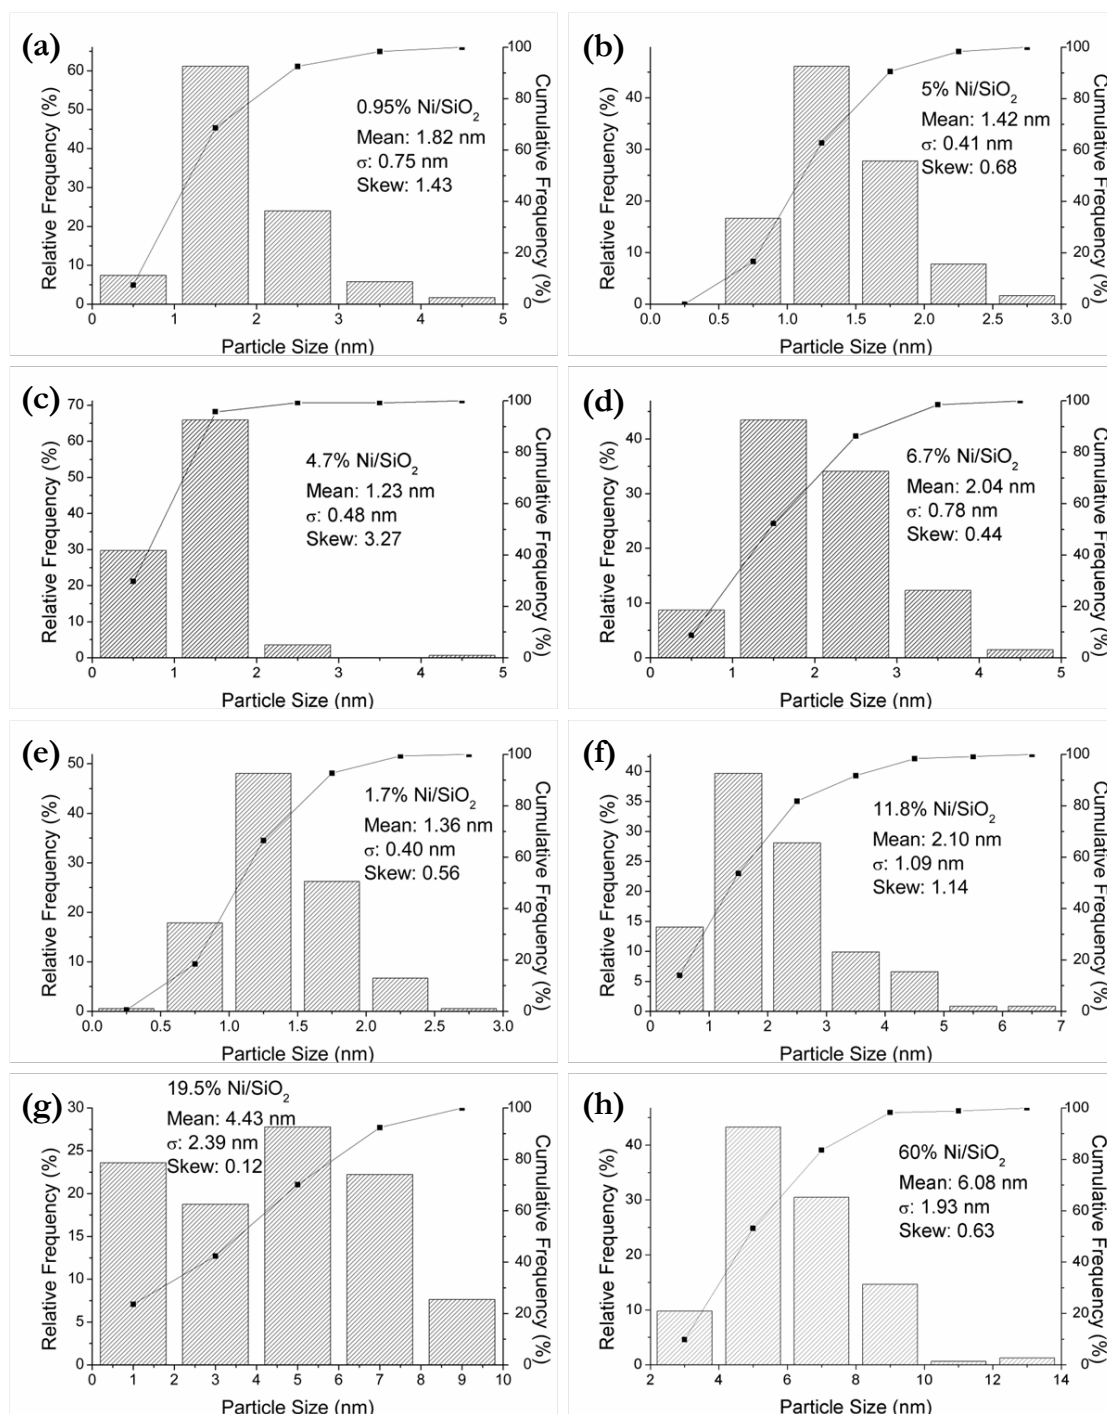 (a)
Relative Frequency (%)
60
50
40
30
20
10
0
0 1 2 3 4 5
Particle Size (nm)
100
80
60
40
20
0
Cumulative Frequency (%)
0.95% Ni/SiO₂
Mean: 1.82 nm
σ: 0.75 nm
Skew: 1.43
(b)
Relative Frequency (%)
40
30
20
10
0
0.0 0.5 1.0 1.5 2.0 2.5 3.0
Particle Size (nm)
100
80
60
40
20
0
Cumulative Frequency (%)
5% Ni/SiO₂
Mean: 1.42 nm
σ: 0.41 nm
Skew: 0.68
(c)
Relative Frequency (%)
70
60
50
40
30
20
10
0
0 1 2 3 4 5
Particle Size (nm)
100
80
60
40
20
0
Cumulative Frequency (%)
4.7% Ni/SiO₂
Mean: 1.23 nm
σ: 0.48 nm
Skew: 3.27
(d)
Relative Frequency (%)
40
30
20
10
0
0 1 2 3 4 5
Particle Size (nm)
100
80
60
40
20
0
Cumulative Frequency (%)
6.7% Ni/SiO₂
Mean: 2.04 nm
σ: 0.78 nm
Skew: 0.44
(e)
Relative Frequency (%)
50
40
30
20
10
0
0.0 0.5 1.0 1.5 2.0 2.5 3.0
Particle Size (nm)
100
80
60
40
20
0
Cumulative Frequency (%)
1.7% Ni/SiO₂
Mean: 1.36 nm
σ: 0.40 nm
Skew: 0.56
(f)
Relative Frequency (%)
40
35
30
25
20
15
10
5
0
0 1 2 3 4 5 6 7
Particle Size (nm)
100
80
60
40
20
0
Cumulative Frequency (%)
11.8% Ni/SiO₂
Mean: 2.10 nm
σ: 1.09 nm
Skew: 1.14
(g)
Relative Frequency (%)
30
25
20
15
10
5
0
0 1 2 3 4 5 6 7 8 9 10
Particle Size (nm)
100
80
60
40
20
0
Cumulative Frequency (%)
19.5% Ni/SiO₂
Mean: 4.43 nm
σ: 2.39 nm
Skew: 0.12
(h)
Relative Frequency (%)
40
30
20
10
0
2 4 6 8 10 12 14
Particle Size (nm)
100
80
60
40
20
0
Cumulative Frequency (%)
60% Ni/SiO₂
Mean: 6.08 nm
σ: 1.93 nm
Skew: 0.63